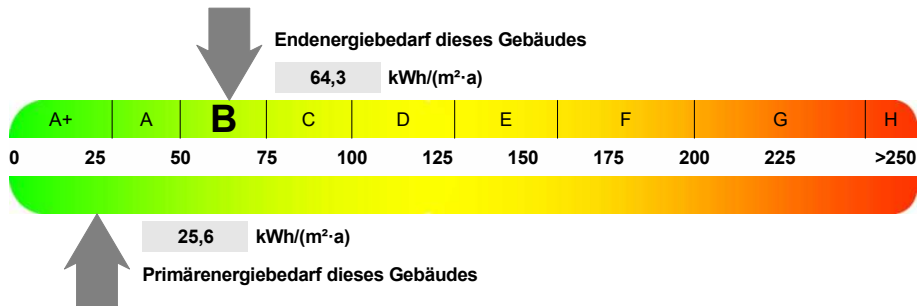 Endenergiebedarf dieses Gebäudes
64,3 kWh/(m²·a)
A+ A B C D E F G H
0 25 50 75 100 125 150 175 200 225 >250
25,6 kWh/(m²·a)
Primärenergiebedarf dieses Gebäudes